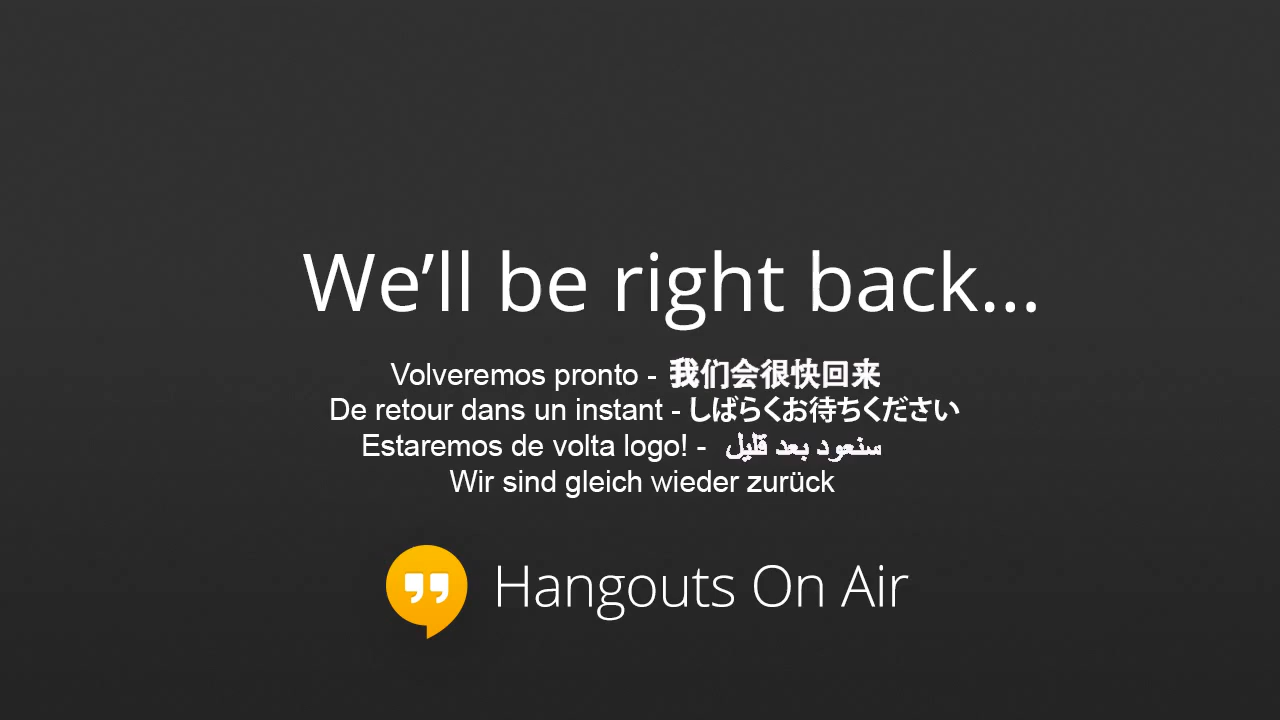 We’ll be right back...
Volveremos pronto - 我们会很快回来
De retour dans un instant - しばらくお待ちください
Estaremos de volta logo! - سنعود بعد قليل
Wir sind gleich wieder zurück
Hangouts On Air